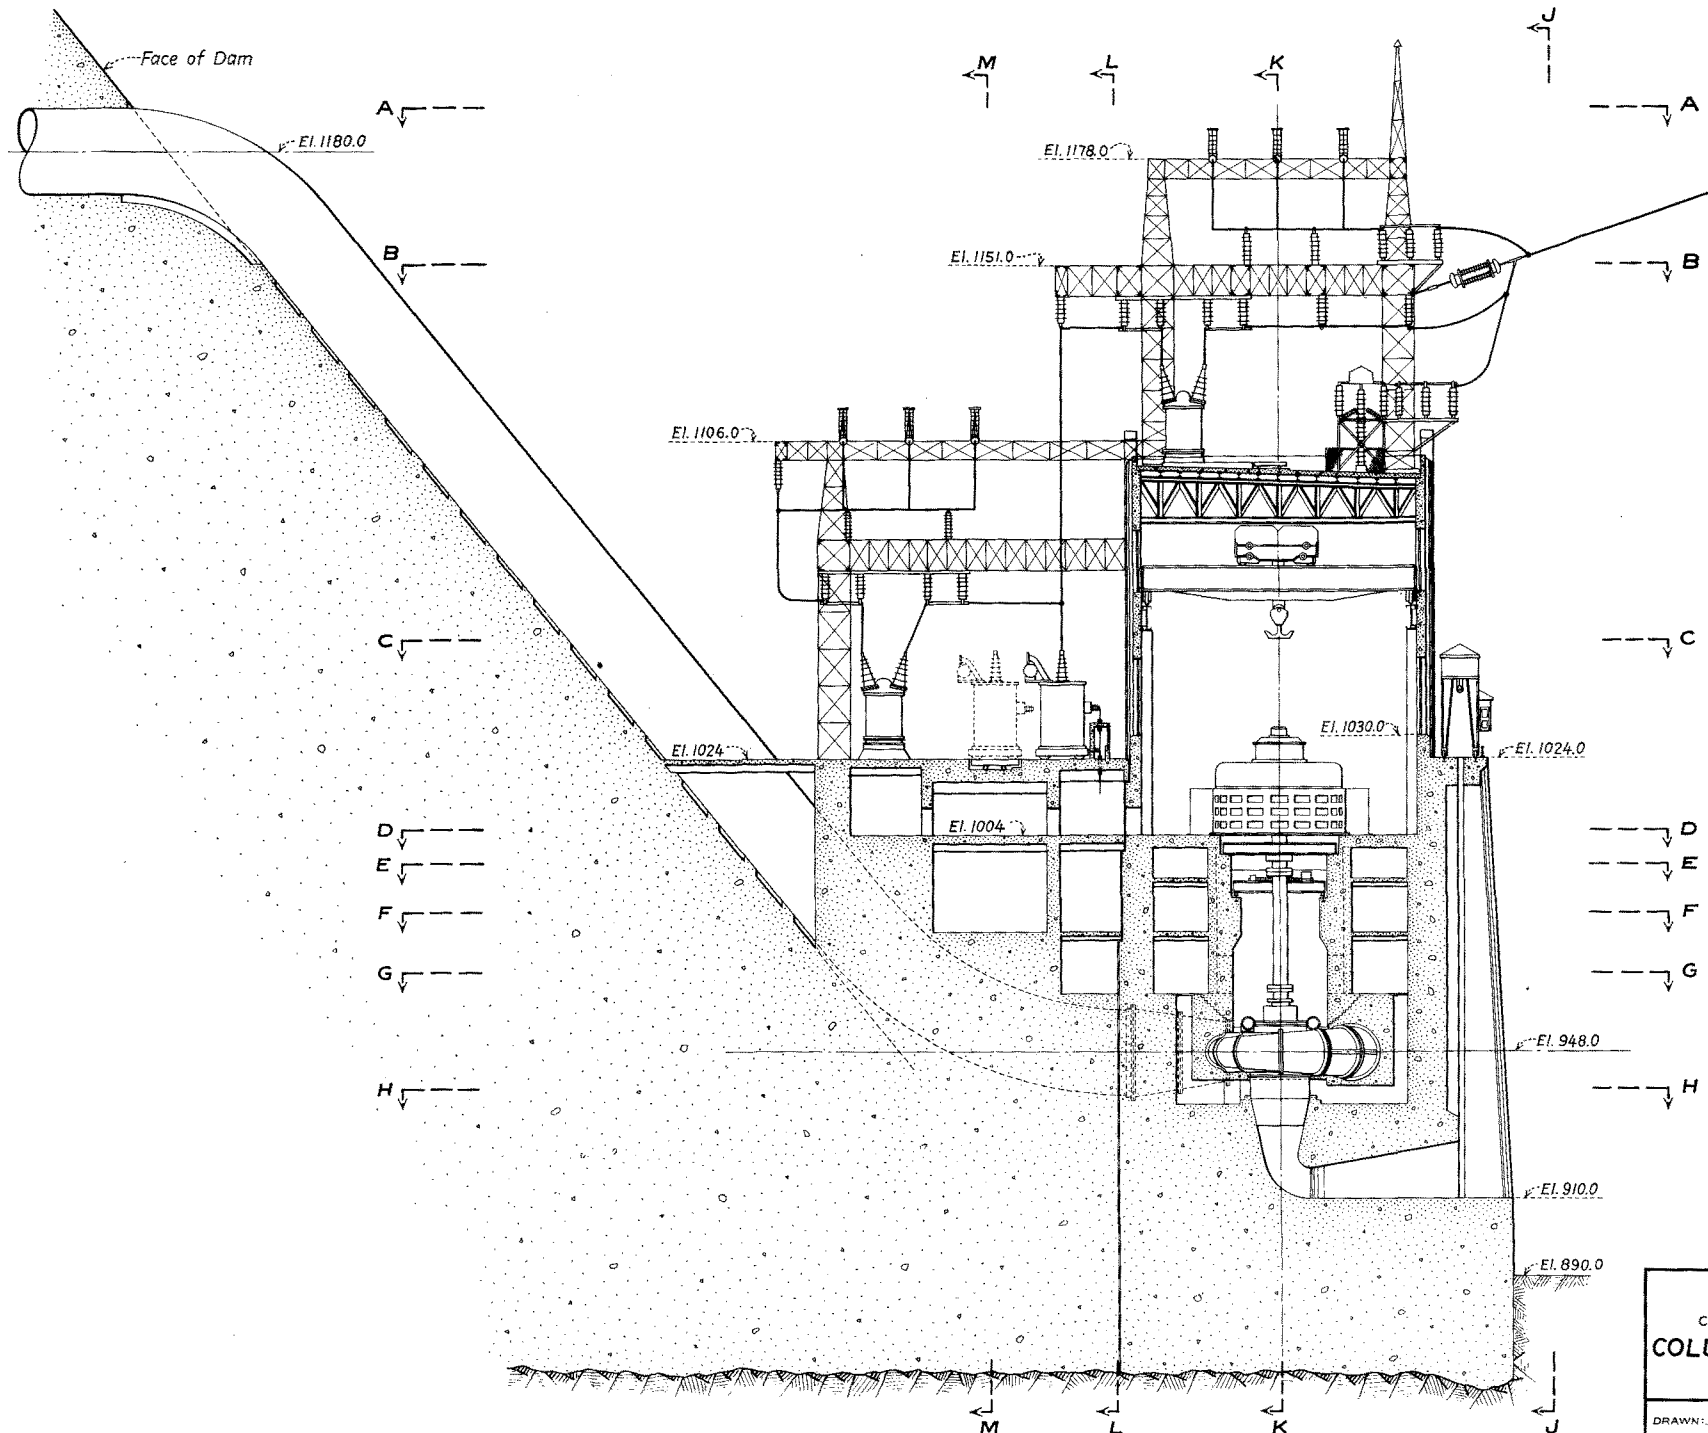 J
M
L
K
Face of Dam
A
A
El. 1180.0
El. 1178.0
B
El. 1151.0
B
El. 1106.0
C
C
El. 1030.0
El. 1024
El. 1024.0
D
El. 1004
D
E
E
F
F
G
G
El. 948.0
H
H
El. 910.0
El. 890.0
C
COLU
M
L
K
J
DRAWN: